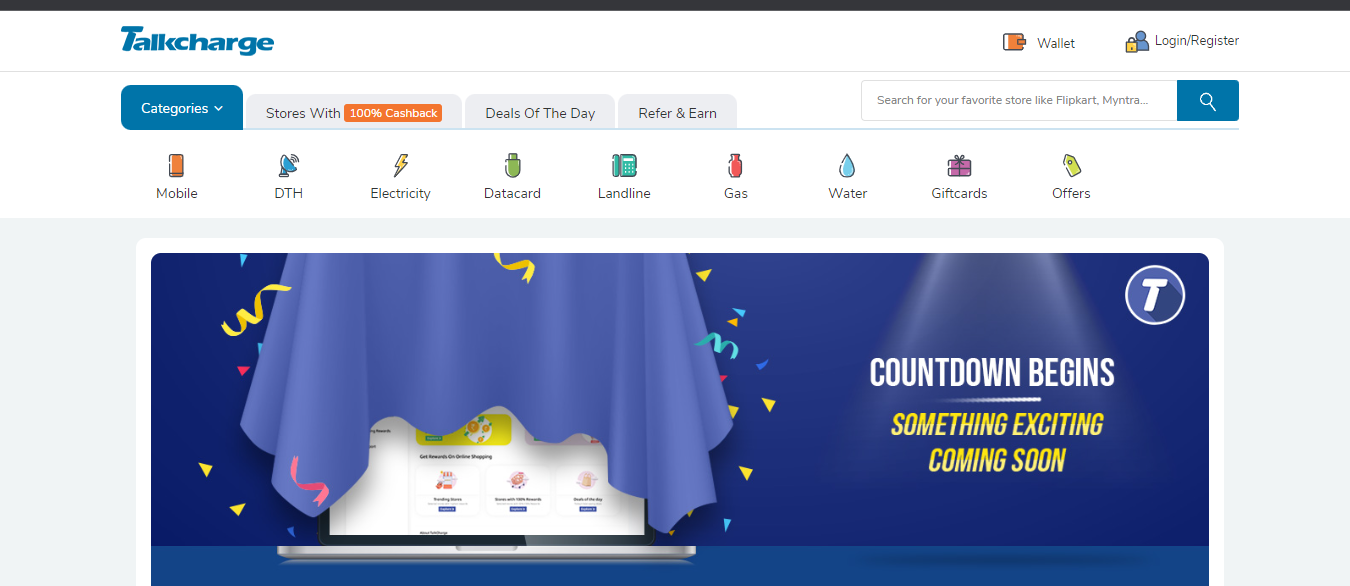 Talkcharge
Wallet
Login/Register
Categories
Stores With 100% Cashback
Deals Of The Day
Refer & Earn
Search for your favorite store like Flipkart, Myntra...
Mobile
DTH
Electricity
Datacard
Landline
Gas
Water
Giftcards
Offers
T
COUNTDOWN BEGINS
SOMETHING EXCITING
COMING SOON
Get Rewards On Online Shopping
Trending Stores
Stores with 100% Rewards
Deals of the day
About TalkCharge